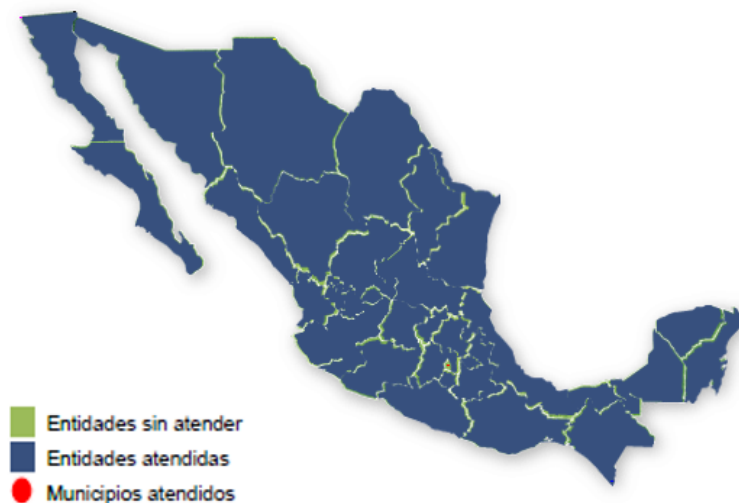 Entidades sin atender
Entidades atendidas
Municipios atendidos